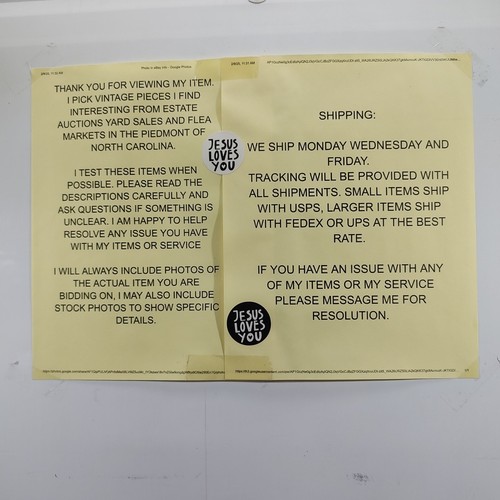 THANK YOU FOR VIEWING MY ITEM.
I PICK VINTAGE PIECES I FIND
INTERESTING FROM ESTATE
AUCTIONS YARD SALES AND FLEA
MARKETS IN THE PIEDMONT OF
NORTH CAROLINA.
I TEST THESE ITEMS WHEN
POSSIBLE. PLEASE READ THE
DESCRIPTIONS CAREFULLY AND
ASK QUESTIONS IF SOMETHING IS
UNCLEAR. I AM HAPPY TO HELP
RESOLVE ANY ISSUE YOU HAVE
WITH MY ITEMS OR SERVICE
I WILL ALWAYS INCLUDE PHOTOS OF
THE ACTUAL ITEM YOU ARE
BIDDING ON, I MAY ALSO INCLUDE
STOCK PHOTOS TO SHOW SPECIFIC
DETAILS.
JESUS
LOVES
YOU
SHIPPING:
WE SHIP MONDAY WEDNESDAY AND
FRIDAY.
TRACKING WILL BE PROVIDED WITH
ALL SHIPMENTS. SMALL ITEMS SHIP
WITH USPS, LARGER ITEMS SHIP
WITH FEDEX OR UPS AT THE BEST
RATE.
IF YOU HAVE AN ISSUE WITH ANY
OF MY ITEMS OR MY SERVICE
PLEASE MESSAGE ME FOR
RESOLUTION.
JESUS
LOVES
YOU